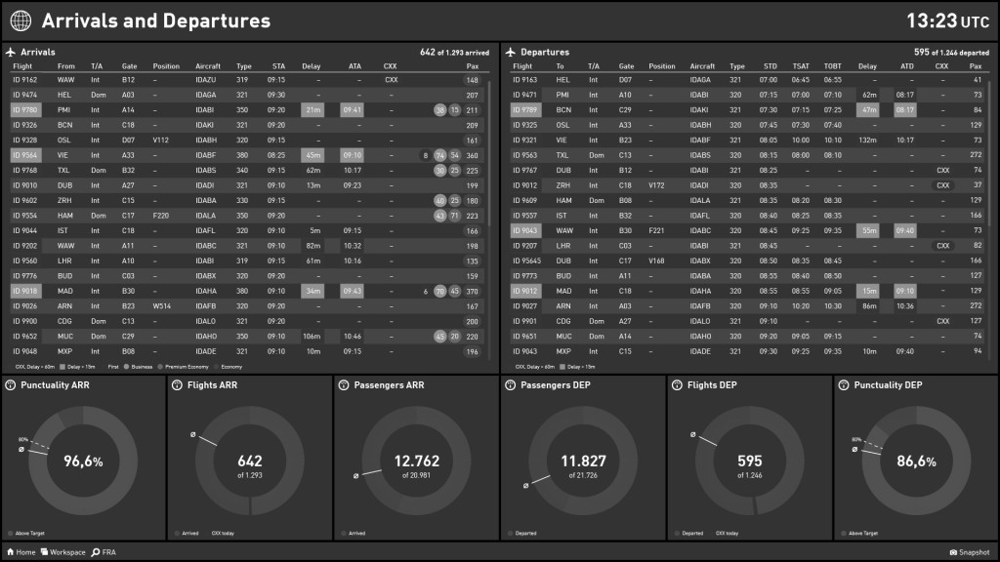 Arrivals and Departures
13:23 UTC
Arrivals 642 of 1.293 arrived
Flight From T/A Gate Position Aircraft Type STA Delay ATA CXX Pax
ID 9162 WAW Int B12 – IDAZU 319 09:15 – – CXX 148
ID 9474 HEL Dom A03 – IDAGA 321 09:30 – – – 207
ID 9780 PMI Int A14 – IDABI 350 09:20 21m 09:41 – 38 15 211
ID 9326 BCN Int C18 – IDAKI 321 09:20 – – – 209
ID 9328 OSL Int D07 V112 IDABH 320 09:15 – – – 161
ID 9564 VIE Int A33 – IDABF 380 08:25 45m 09:10 – 8 74 54 360
ID 9768 TXL Dom B32 – IDABS 340 09:15 62m 10:17 – 30 25 225
ID 9010 DUB Int A27 – IDADI 321 09:10 13m 09:23 – 199
ID 9602 ZRH Int C15 – IDABA 330 09:15 – – – 40 25 180
ID 9554 HAM Dom C17 F220 IDALA 350 09:20 – – – 43 71 223
ID 9044 IST Int C18 – IDAFL 320 09:10 5m 09:15 – 166
ID 9202 WAW Int A11 – IDABC 321 09:10 82m 10:32 – 198
ID 9560 LHR Int A10 – IDABI 319 09:15 61m 10:16 – 135
ID 9776 BUD Int C03 – IDABX 320 09:10 – – – 159
ID 9018 MAD Int B30 – IDAHA 380 09:10 34m 09:43 – 6 70 45 370
ID 9026 ARN Int B23 W514 IDAFB 320 09:10 – – – 167
ID 9900 CDG Dom C13 – IDALO 321 09:20 – – – 200
ID 9652 MUC Dom C29 – IDAHO 350 09:10 106m 10:46 – 45 20 220
ID 9048 MXP Int B08 – IDADE 321 09:10 10m 09:15 – 196
CXX, Delay > 60m Delay > 15m First Business Premium Economy Economy
Departures 595 of 1.246 departed
Flight To T/A Gate Position Aircraft Type STD TSAT TOBT Delay ATD CXX Pax
ID 9163 HEL Int D07 – IDAGA 321 07:00 06:45 06:55 – – – 41
ID 9471 PMI Int A10 – IDABI 320 07:15 07:00 07:10 62m 08:17 – 73
ID 9789 BCN Int C29 – IDAKI 321 07:30 07:15 07:25 47m 08:17 – 84
ID 9325 OSL Int A33 – IDABH 320 07:45 07:30 07:40 – – – 129
ID 9321 VIE Int B23 – IDABF 321 08:05 10:00 10:10 132m 10:17 – 73
ID 9563 TXL Dom C13 – IDABS 320 08:15 08:00 08:10 – – – 272
ID 9767 DUB Int B12 – IDABI 321 08:25 – – – – CXX 74
ID 9012 ZRH Int C18 V172 IDADI 320 08:35 – – – – CXX 37
ID 9609 HAM Dom B08 – IDALA 321 08:35 08:20 08:30 – – – 129
ID 9557 IST Int B32 – IDAFL 320 08:40 08:25 08:35 – – – 166
ID 9043 WAW Int B30 F221 IDABC 320 08:45 09:25 09:35 55m 09:40 – 73
ID 9207 LHR Int C03 – IDABI 321 08:45 – – – – CXX 82
ID 95645 DUB Int C17 V168 IDABX 320 08:50 08:35 08:45 – – – 166
ID 9773 BUD Int A11 – IDABA 320 08:55 08:40 08:50 – – – 127
ID 9012 MAD Int C18 – IDAHA 320 08:55 08:55 09:05 15m 09:10 – 129
ID 9027 ARN Int A03 – IDAFB 320 09:10 10:20 10:30 86m 10:36 – 272
ID 9901 CDG Dom A27 – IDALO 321 09:10 – – – – CXX 127
ID 9651 MUC Dom A14 – IDAHO 320 09:20 09:05 09:15 – – – 74
ID 9043 MXP Int C15 – IDADE 321 09:30 09:25 09:35 10m 09:40 – 94
CXX, Delay > 60m Delay > 15m
Punctuality ARR
80%
Ø
96,6%
Above Target
Flights ARR
Ø
642
of 1.293
Arrived CXX today
Passengers ARR
Ø
12.762
of 20.981
Arrived
Passengers DEP
Ø
11.827
of 21.726
Departed
Flights DEP
Ø
595
of 1.246
Departed CXX today
Punctuality DEP
80%
Ø
86,6%
Above Target
Home Workspace FRA
Snapshot